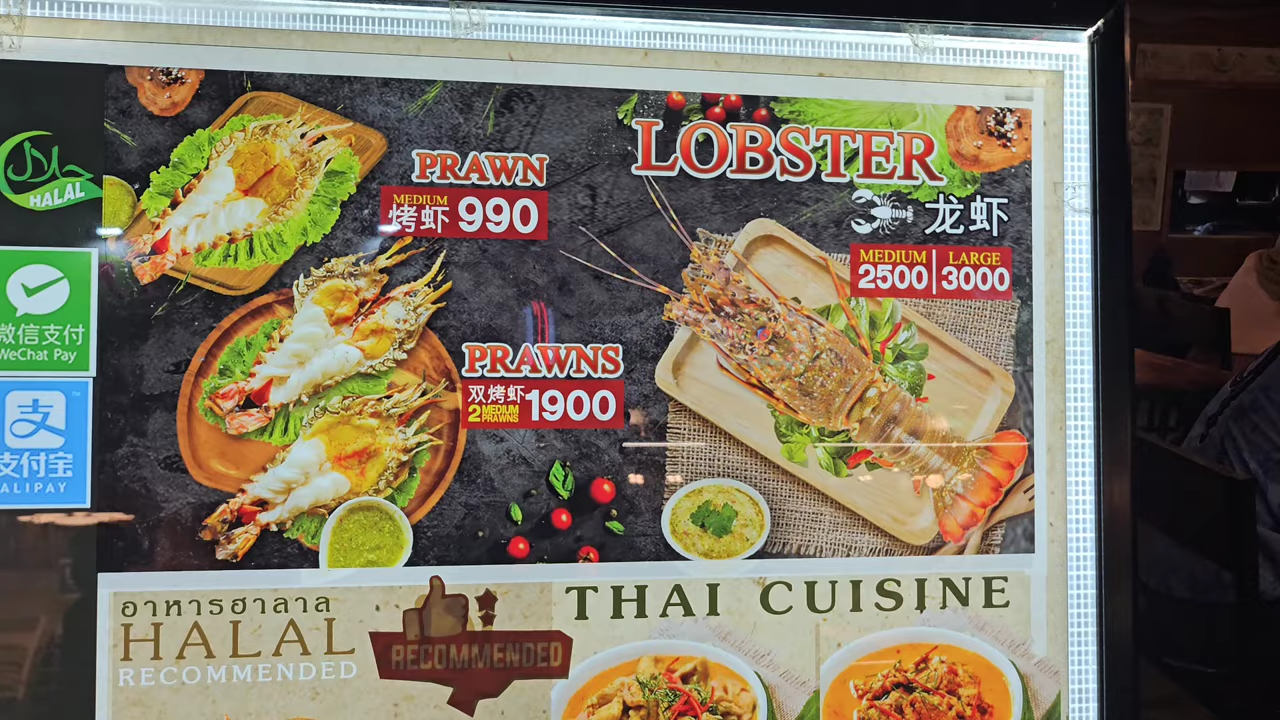 حلال
HALAL
微信支付
WeChat Pay
支
支付宝
ALIPAY
PRAWN
MEDIUM
烤虾 990
PRAWNS
双烤虾
2 MEDIUM PRAWNS 1900
LOBSTER
龙虾
MEDIUM LARGE
2500 3000
อาหารฮาลาล
HALAL
RECOMMENDED
RECOMMENDED
THAI CUISINE